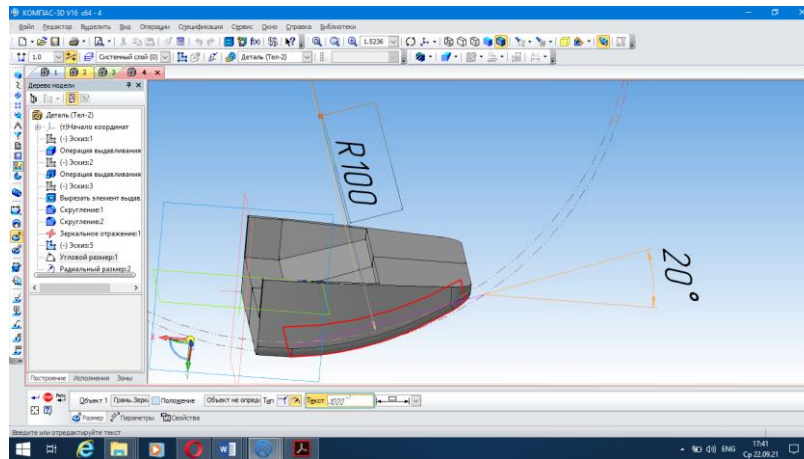 КОМПАС-3D V16 x64 - 4
Файл Редактор Выделить Вид Операции Спецификация Сервис Окно Справка Библиотеки
1.5236
1.0 Системный слой (0) Деталь (Тел-2)
1 2 3 4
Дерево модели
Деталь (Тел-2)
(т)Начало координат
(-) Эскиз:1
Операция выдавливания
(-) Эскиз:2
Операция выдавливания
(-) Эскиз:3
Вырезать элемент выдав.
Скругление:1
Скругление:2
Зеркальное отражение:1
(-) Эскиз:5
Угловой размер:1
Радиальный размер:2
R100
20°
Построение Исполнения Зоны
Объект 1 Грань.Зерк. Положение Объект не опред. Тип Текст
Размер Параметры Свойства
Введите или отредактируйте текст
ENG
17:41
Ср 22.09.21